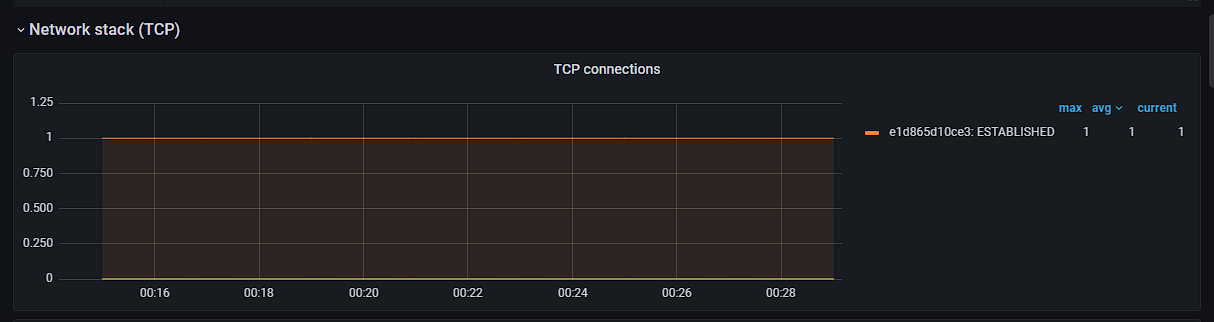 Network stack (TCP)
TCP connections
1.25
1
0.750
0.500
0.250
0
00:16 00:18 00:20 00:22 00:24 00:26 00:28
max avg current
e1d865d10ce3: ESTABLISHED 1 1 1